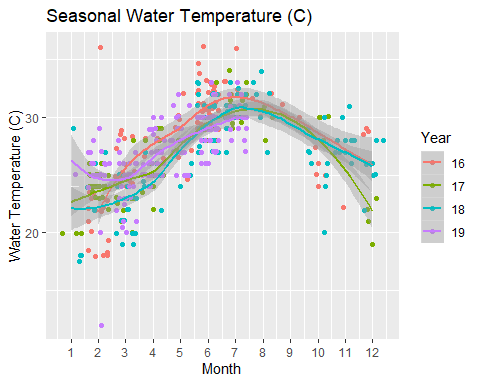 Seasonal Water Temperature (C)
Water Temperature (C)
30
20
1 2 3 4 5 6 7 8 9 10 11 12
Month
Year
16
17
18
19